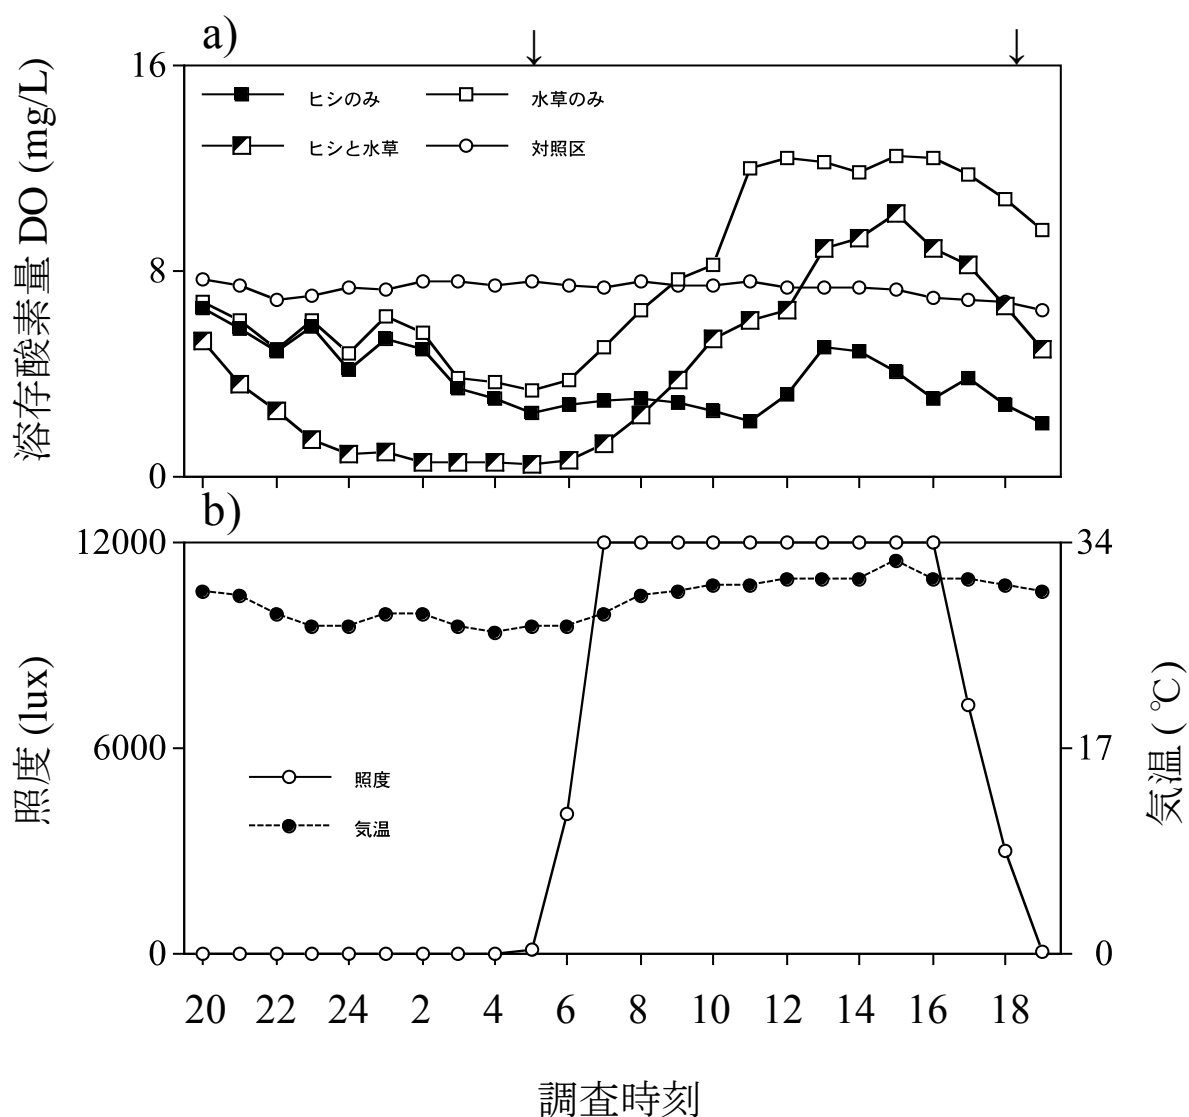 a)
↓ ↓
溶存酸素量 DO (mg/L)
16
8
0
ヒシのみ 水草のみ
ヒシと水草 対照区
b)
照度 (lux)
12000
6000
0
照度
気温
34
17
0
気温 ( ℃)
20 22 24 2 4 6 8 10 12 14 16 18
調査時刻